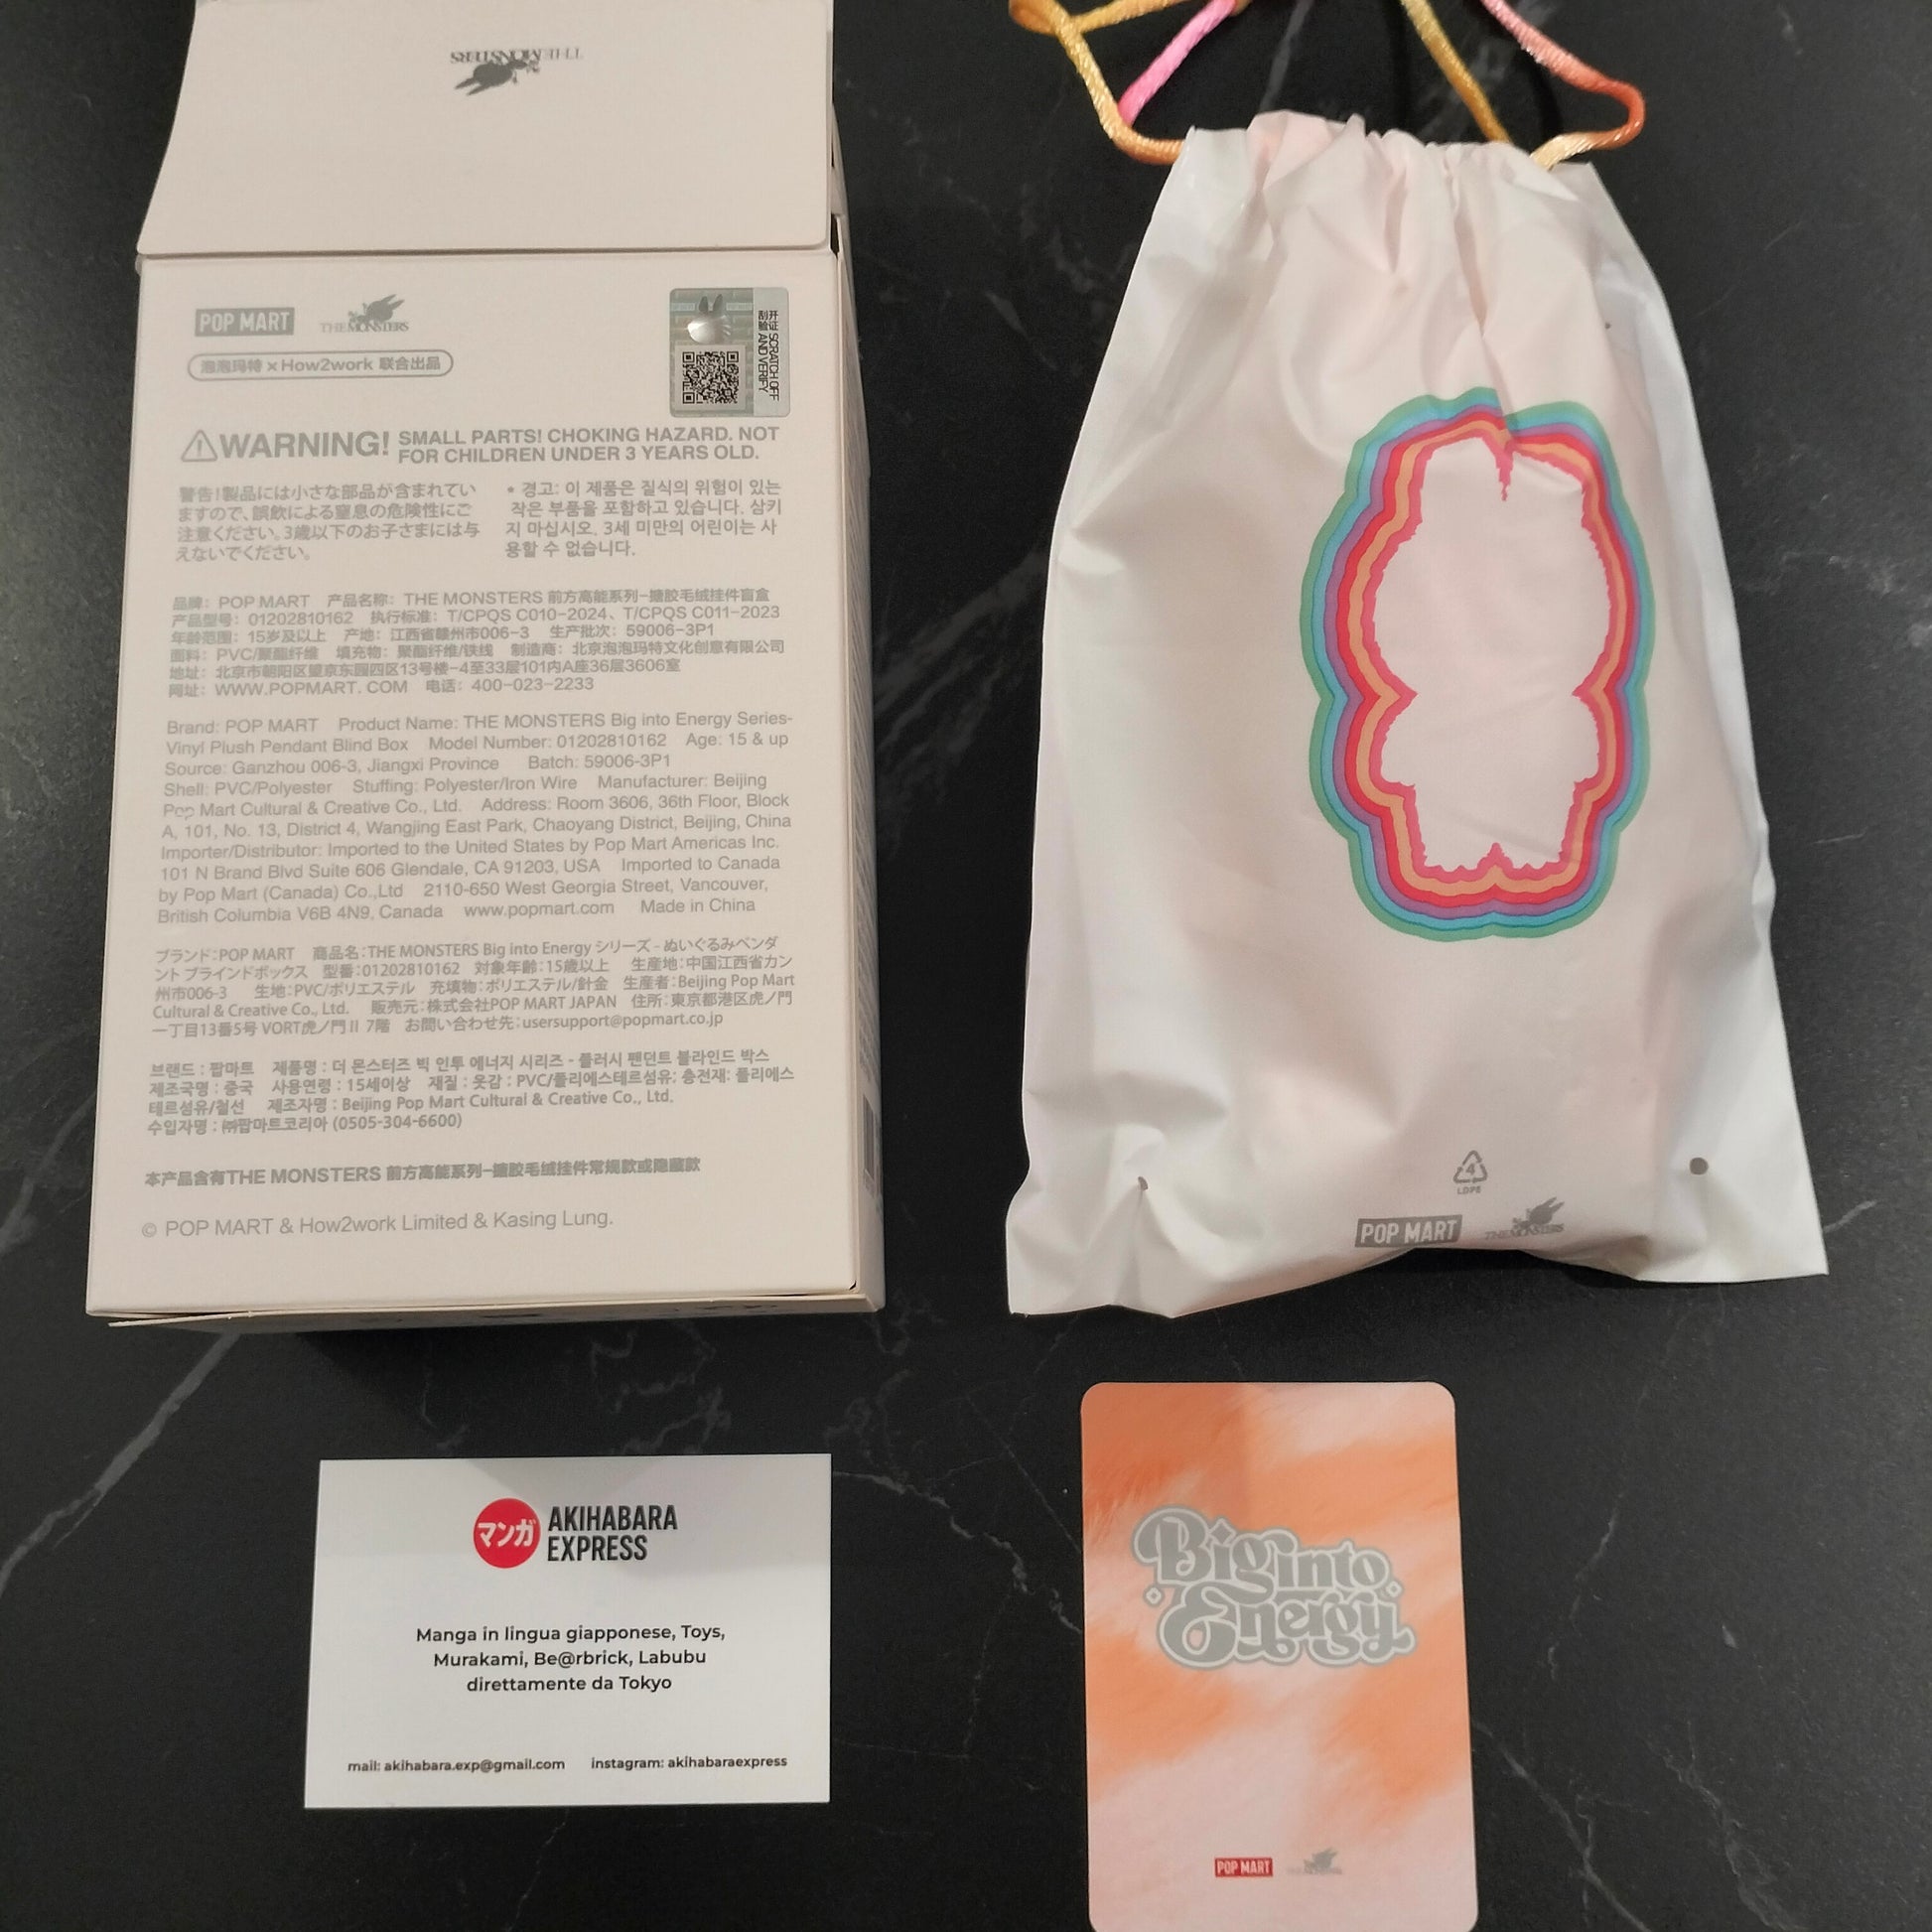 THE MONSTERS
POP MART
THE MONSTERS
泡泡玛特 × How2work 联合出品
刮开验证 SCRATCH OFF AND VERIFY
WARNING! SMALL PARTS! CHOKING HAZARD. NOT
FOR CHILDREN UNDER 3 YEARS OLD.
警告!製品には小さな部品が含まれてい
ますので、誤飲による窒息の危険性にご
注意ください。3歳以下のお子さまには与
えないでください。
* 경고: 이 제품은 질식의 위험이 있는
작은 부품을 포함하고 있습니다. 삼키
지 마십시오. 3세 미만의 어린이는 사
용할 수 없습니다.
品牌: POP MART 产品名称: THE MONSTERS 前方高能系列-搪胶毛绒挂件盲盒
产品型号: 01202810162 执行标准: T/CPQS C010-2024、T/CPQS C011-2023
年龄范围: 15岁及以上 产地: 江西省赣州市006-3 生产批次: 59006-3P1
面料: PVC/聚酯纤维 填充物: 聚酯纤维/铁线 制造商: 北京泡泡玛特文化创意有限公司
地址: 北京市朝阳区望京东园四区13号楼-4至33层101内A座36层3606室
网址: WWW.POPMART.COM 电话: 400-023-2233
Brand: POP MART Product Name: THE MONSTERS Big into Energy Series-
Vinyl Plush Pendant Blind Box Model Number: 01202810162 Age: 15 & up
Source: Ganzhou 006-3, Jiangxi Province Batch: 59006-3P1
Shell: PVC/Polyester Stuffing: Polyester/Iron Wire Manufacturer: Beijing
Pop Mart Cultural & Creative Co., Ltd. Address: Room 3606, 36th Floor, Block
A, 101, No. 13, District 4, Wangjing East Park, Chaoyang District, Beijing, China
Importer/Distributor: Imported to the United States by Pop Mart Americas Inc.
101 N Brand Blvd Suite 606 Glendale, CA 91203, USA Imported to Canada
by Pop Mart (Canada) Co.,Ltd 2110-650 West Georgia Street, Vancouver,
British Columbia V6B 4N9, Canada www.popmart.com Made in China
ブランド:POP MART 商品名:THE MONSTERS Big into Energy シリーズ - ぬいぐるみペンダ
ント ブラインドボックス 型番:01202810162 対象年齢:15歳以上 生産地:中国江西省カン
州市006-3 生地:PVC/ポリエステル 充填物:ポリエステル/針金 生産者:Beijing Pop Mart
Cultural & Creative Co., Ltd. 販売元:株式会社POP MART JAPAN 住所:東京都港区虎ノ門
一丁目13番5号 VORT虎ノ門Ⅱ 7階 お問い合わせ先:usersupport@popmart.co.jp
브랜드 : 팝마트 제품명 : 더 몬스터즈 빅 인투 에너지 시리즈 - 플러시 팬던트 블라인드 박스
제조국명 : 중국 사용연령 : 15세이상 재질 : 옷감 : PVC/폴리에스테르섬유; 충전재: 폴리에스
테르섬유/철선 제조자명 : Beijing Pop Mart Cultural & Creative Co., Ltd.
수입자명 : ㈜팝마트코리아 (0505-304-6600)
本产品含有THE MONSTERS 前方高能系列-搪胶毛绒挂件常规款或隐藏款
© POP MART & How2work Limited & Kasing Lung.
4
LDPE
POP MART
THE MONSTERS
マンガ
AKIHABARA
EXPRESS
Manga in lingua giapponese, Toys,
Murakami, Be@rbrick, Labubu
direttamente da Tokyo
mail: akihabara.exp@gmail.com instagram: akihabaraexpress
Big into
Energy
POP MART